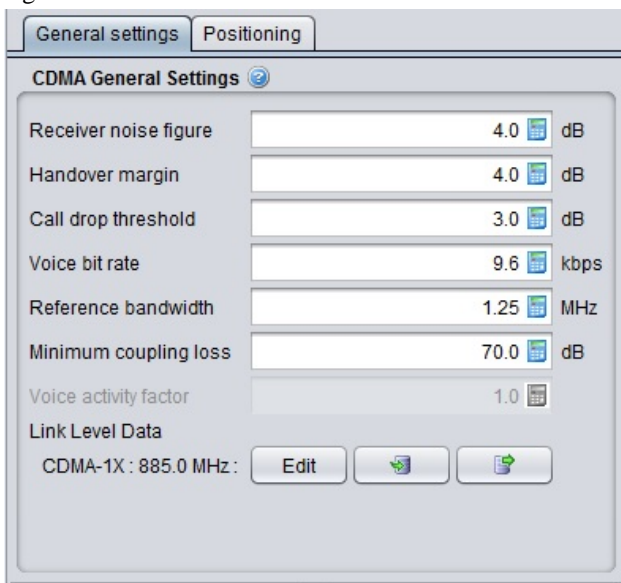 General settings Positioning
CDMA General Settings
Receiver noise figure 4.0 dB
Handover margin 4.0 dB
Call drop threshold 3.0 dB
Voice bit rate 9.6 kbps
Reference bandwidth 1.25 MHz
Minimum coupling loss 70.0 dB
Voice activity factor 1.0
Link Level Data
CDMA-1X : 885.0 MHz : Edit